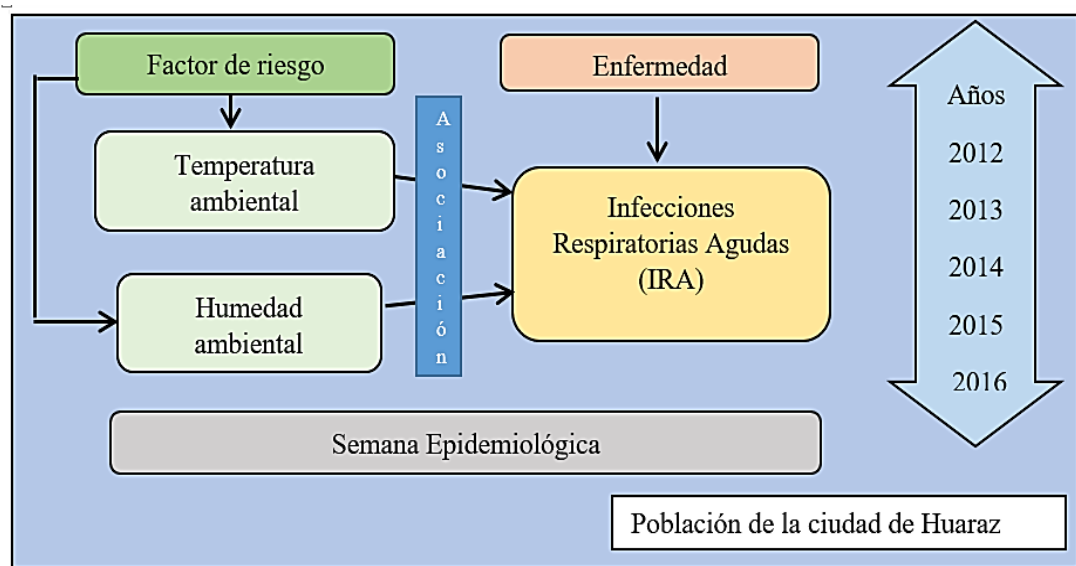 Factor de riesgo
Enfermedad
Temperatura
ambiental
Humedad
ambiental
Asociación
Infecciones
Respiratorias Agudas
(IRA)
Años
2012
2013
2014
2015
2016
Semana Epidemiológica
Población de la ciudad de Huaraz